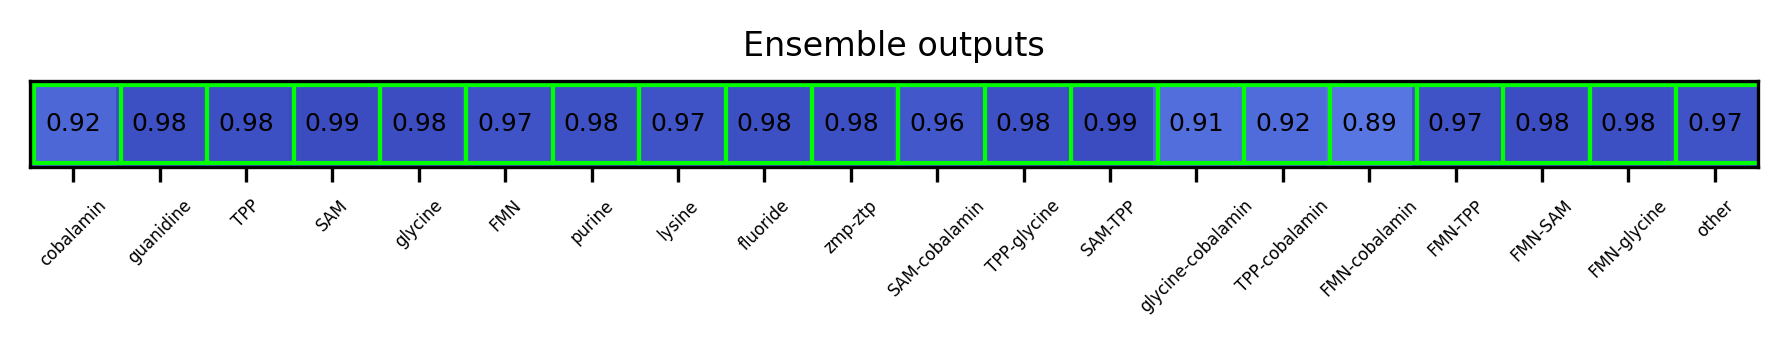 Ensemble outputs
0.92 0.98 0.98 0.99 0.98 0.97 0.98 0.97 0.98 0.98 0.96 0.98 0.99 0.91 0.92 0.89 0.97 0.98 0.98 0.97
cobalamin guanidine TPP SAM glycine FMN purine lysine fluoride zmp-ztp SAM-cobalamin TPP-glycine SAM-TPP glycine-cobalamin TPP-cobalamin FMN-cobalamin FMN-TPP FMN-SAM FMN-glycine other